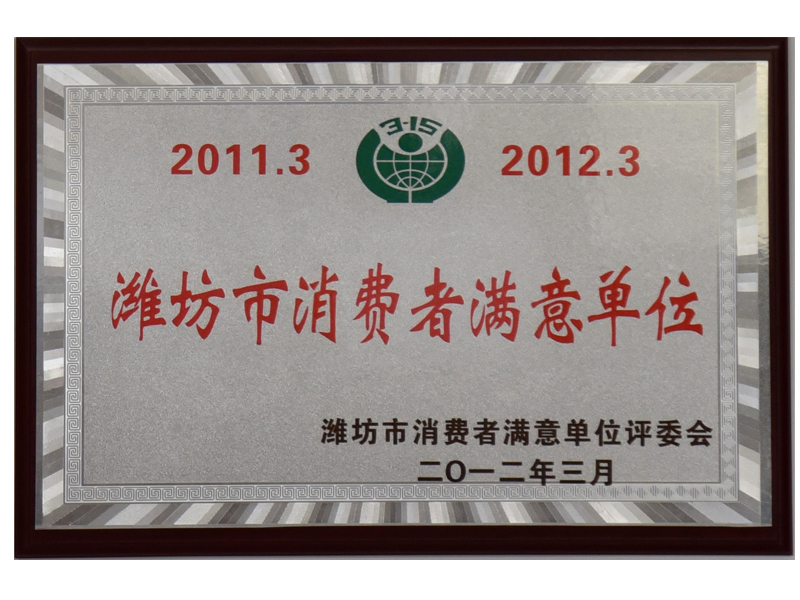 3·15
2011.3 2012.3
潍坊市消费者满意单位
潍坊市消费者满意单位评委会
二〇一二年三月